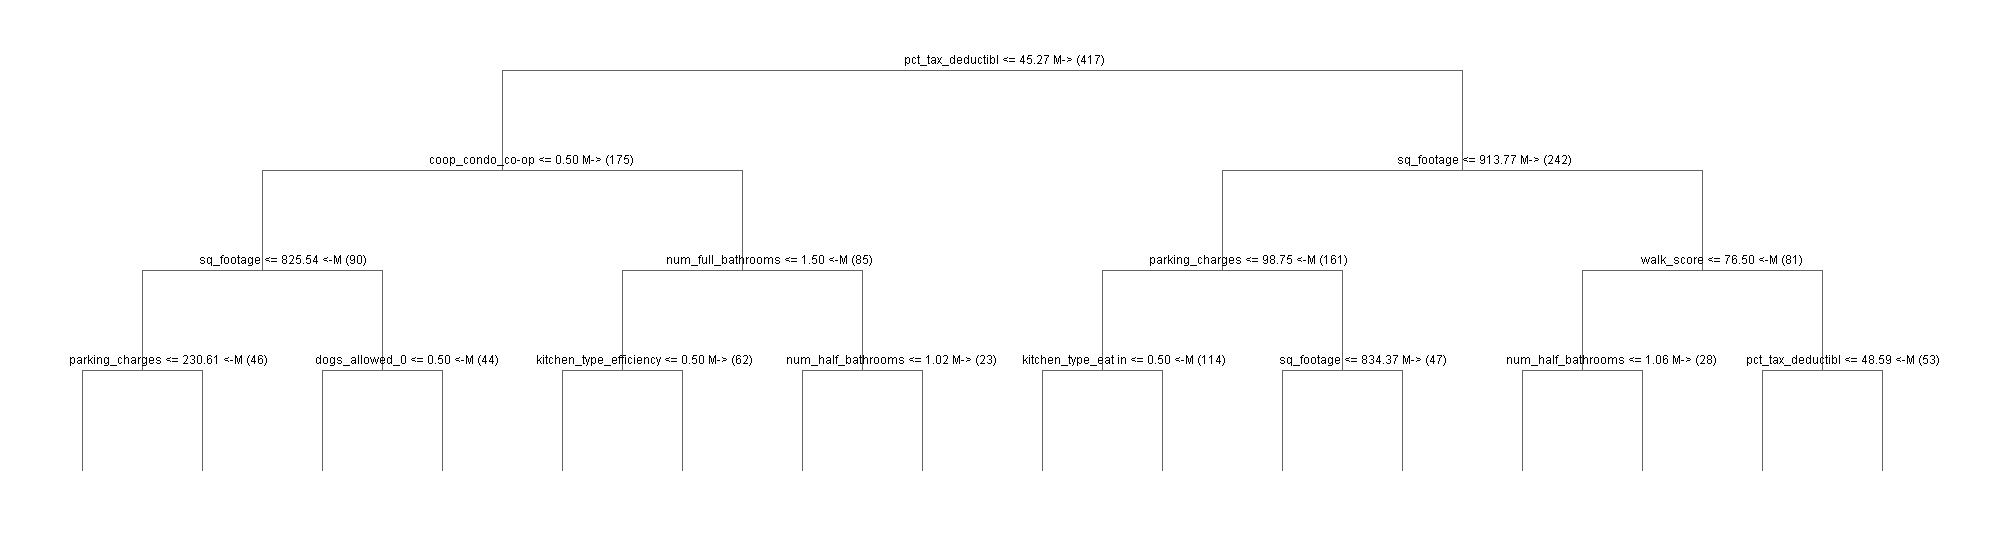 pct_tax_deductibl <= 45.27 M-> (417)
coop_condo_co-op <= 0.50 M-> (175)
sq_footage <= 913.77 M-> (242)
sq_footage <= 825.54 <-M (90)
num_full_bathrooms <= 1.50 <-M (85)
parking_charges <= 98.75 <-M (161)
walk_score <= 76.50 <-M (81)
parking_charges <= 230.61 <-M (46)
dogs_allowed_0 <= 0.50 <-M (44)
kitchen_type_efficiency <= 0.50 M-> (62)
num_half_bathrooms <= 1.02 M-> (23)
kitchen_type_eat in <= 0.50 <-M (114)
sq_footage <= 834.37 M-> (47)
num_half_bathrooms <= 1.06 M-> (28)
pct_tax_deductibl <= 48.59 <-M (53)